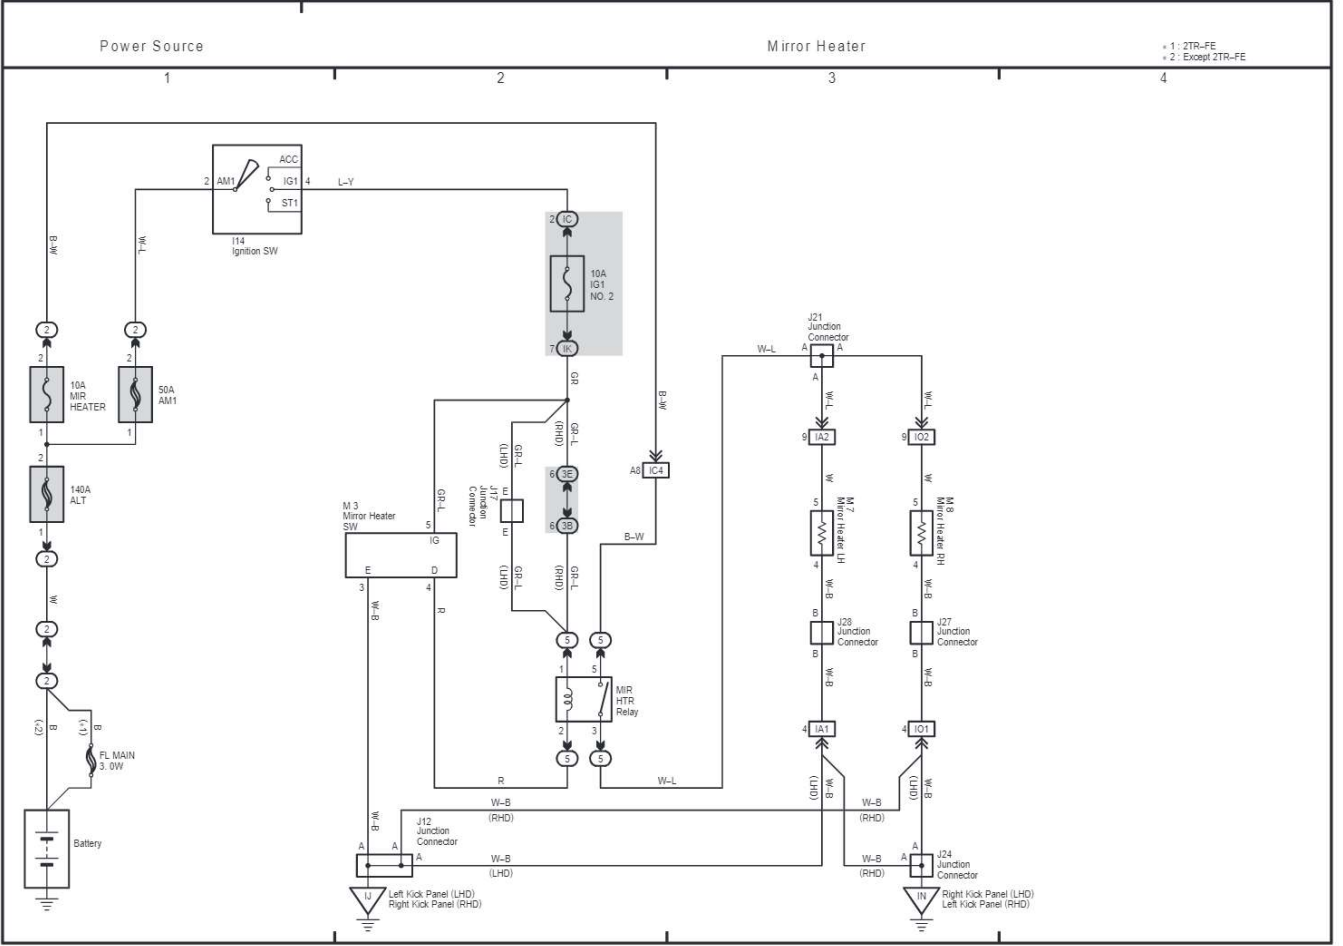 Power Source
Mirror Heater
* 1 : 2TR–FE
* 2 : Except 2TR–FE
1
2
3
4
ACC
2
AM1
IG1
4
L–Y
ST1
I14
Ignition SW
B–W
W–L
2
IC
10A
IG1
NO. 2
7
IK
GR
2
2
2
2
10A
MIR
HEATER
50A
AM1
1
1
2
140A
ALT
1
2
W
2
2
B
(*2)
B
(*1)
FL MAIN
3. 0W
Battery
GR–L
(LHD)
GR–L
(RHD)
B–W
6
3E
6
3B
J17
Junction
Connector
E
E
GR–L
(LHD)
GR–L
(RHD)
A8
IC4
B–W
GR–L
M 3
Mirror Heater
SW
5
IG
E
D
3
4
W–B
R
5
5
1
5
MIR
HTR
Relay
2
3
5
5
R
W–L
W–L
J21
Junction
Connector
A
A
A
W–L
W–L
9
IA2
9
IO2
W
W
5
5
M 7
Mirror Heater LH
M 8
Mirror Heater RH
4
4
W–B
W–B
B
B
J28
Junction
Connector
J27
Junction
Connector
B
B
W–B
W–B
4
IA1
4
IO1
W–B
(LHD)
W–B
(LHD)
W–B
(RHD)
W–B
(RHD)
W–B
J12
Junction
Connector
A
A
A
W–B
(LHD)
W–B
(RHD)
A
A
J24
Junction
Connector
IJ
Left Kick Panel (LHD)
Right Kick Panel (RHD)
IN
Right Kick Panel (LHD)
Left Kick Panel (RHD)